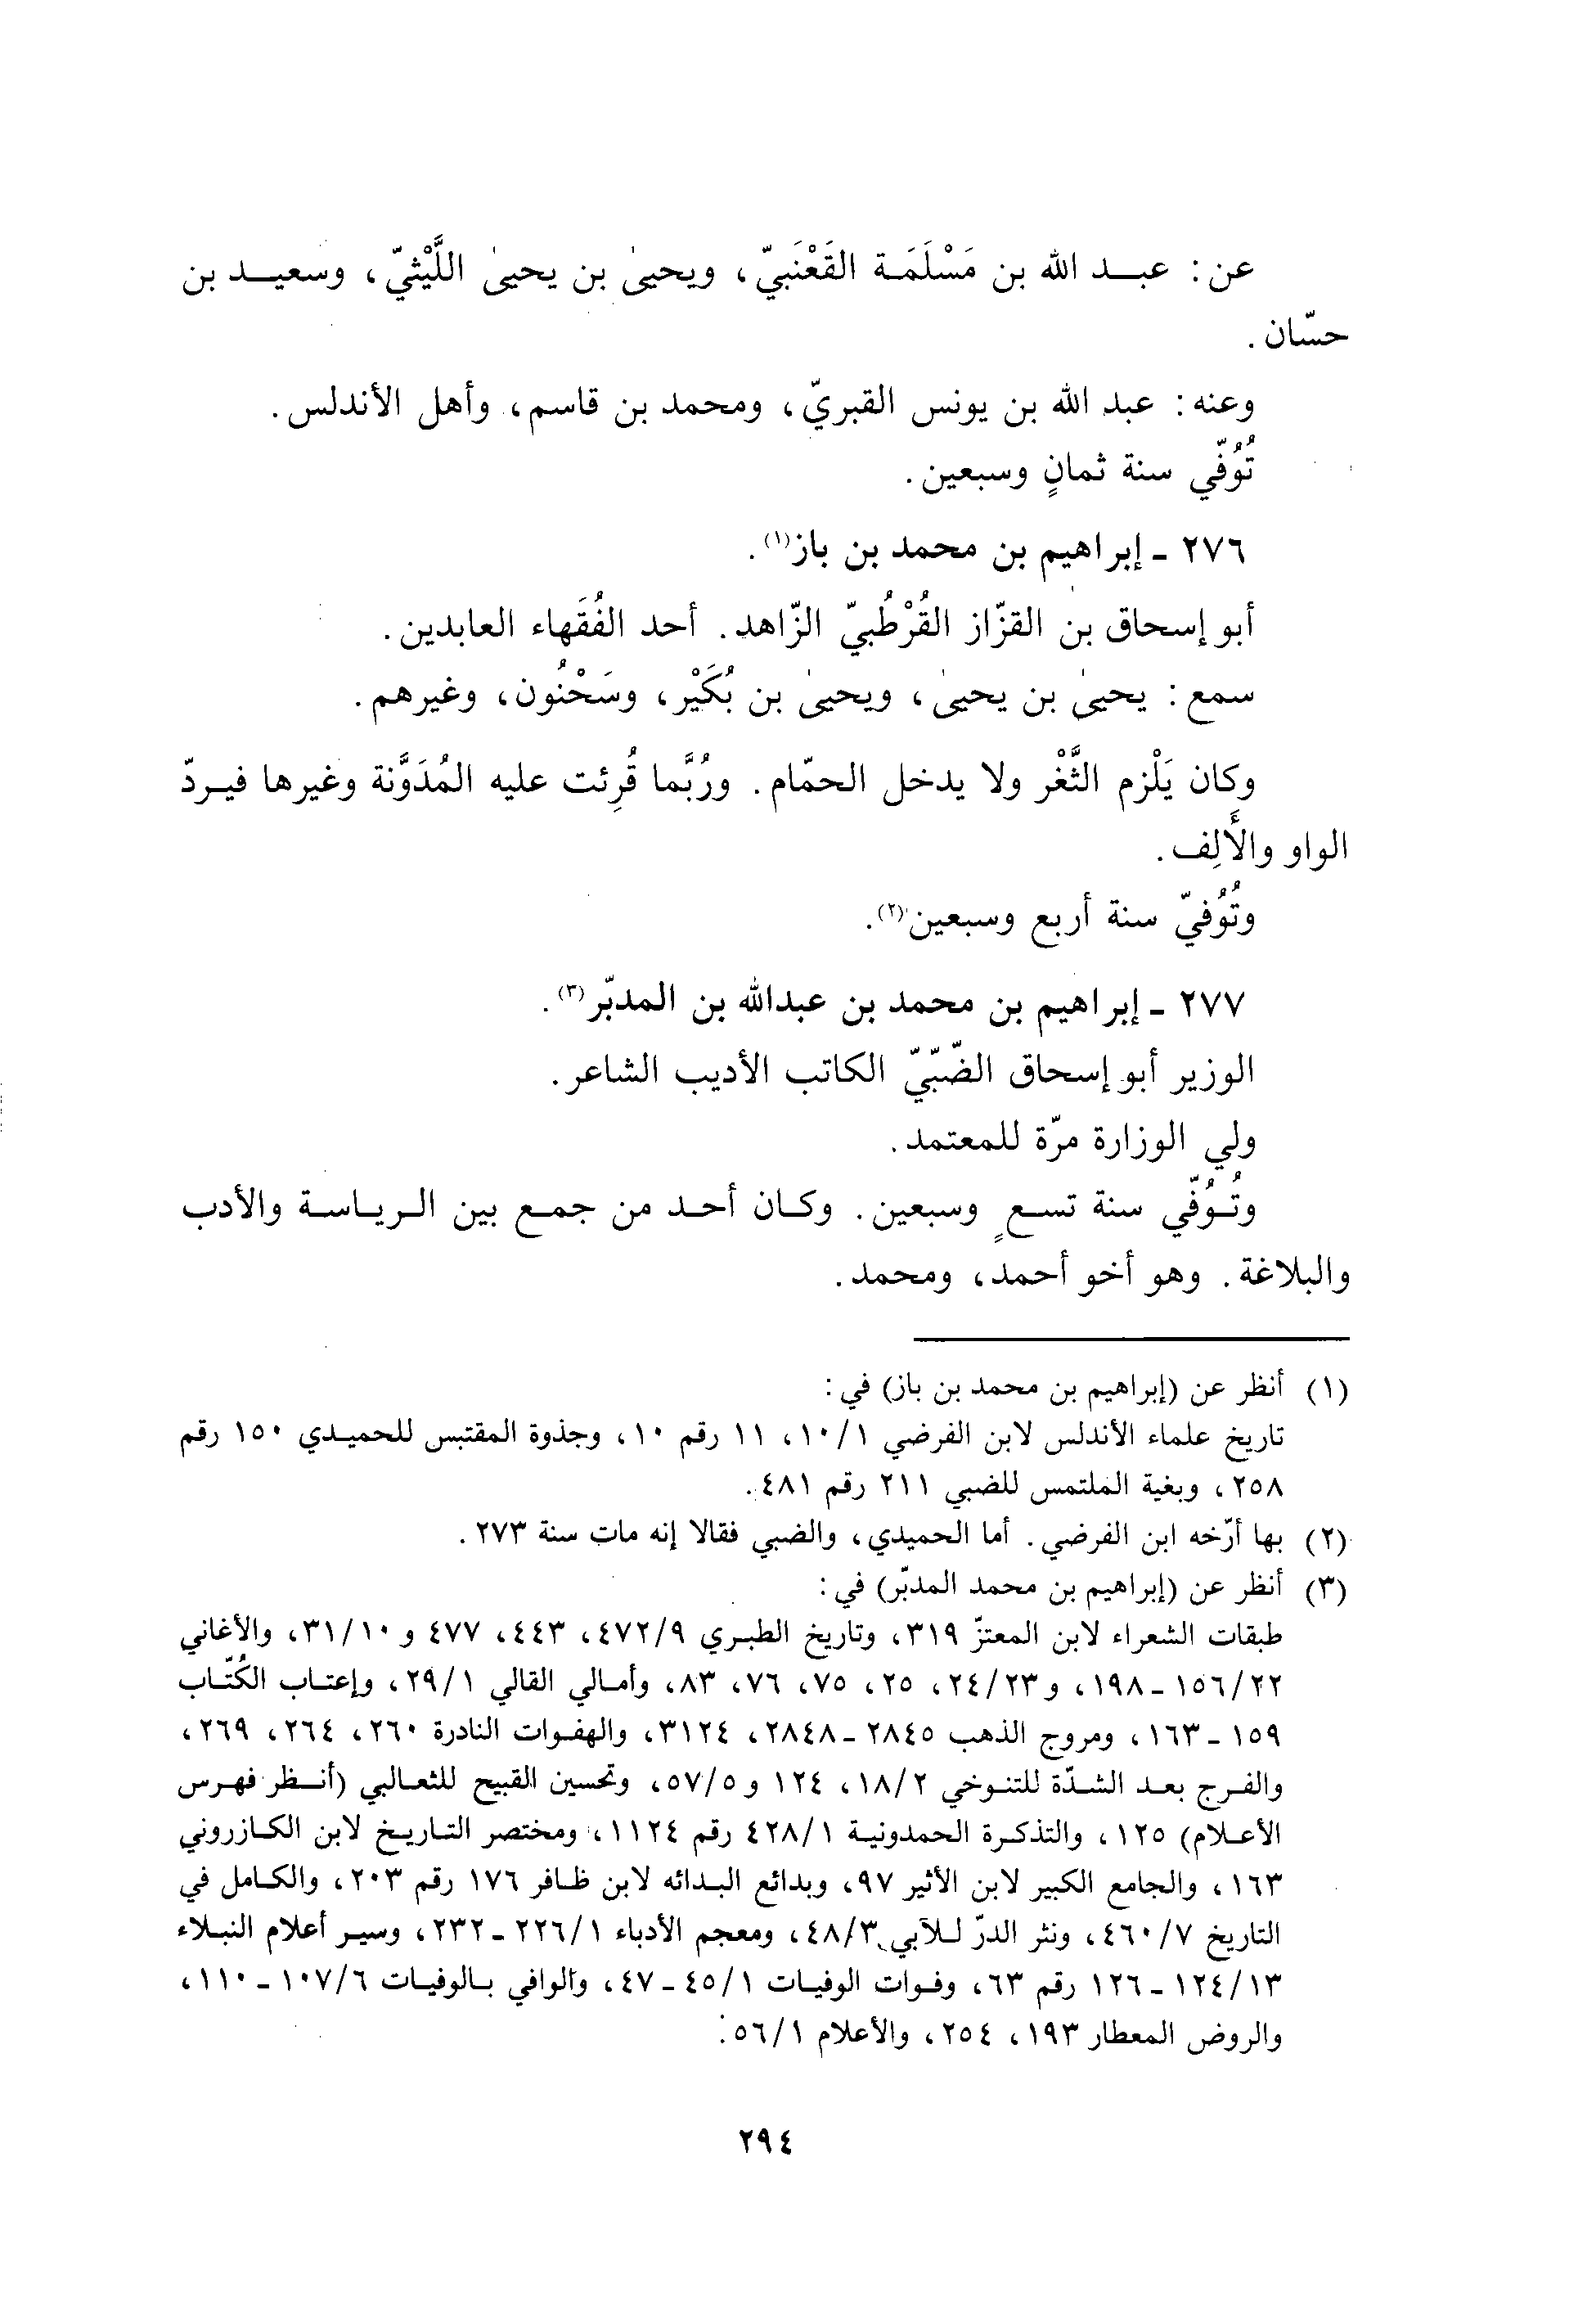 عن: عبد الله بن مَسْلَمَة القَعْنَبيّ، ويحيىٰ بن يحيىٰ اللَّيْثيّ، وسعيد بن
حسّان.
وعنه: عبد الله بن يونس القبريّ، ومحمد بن قاسم، وأهل الأندلس.
تُوُفّي سنة ثمانٍ وسبعين.
٢٧٦ - إبراهيم بن محمد بن باز(١).
أبو إسحاق بن القزّاز القُرْطُبيّ الزّاهد. أحد الفُقَهاء العابدين.
سمع: يحيىٰ بن يحيىٰ، ويحيىٰ بن بُكَيْر، وسَحْنُون، وغيرهم.
وكان يَلْزم الثَّغْر ولا يدخل الحمّام. ورُبَّما قُرِئت عليه المُدَوَّنة وغيرها فيردّ
الواو والأَلِف.
وتُوُفيّ سنة أربع وسبعين(٢).
٢٧٧ - إبراهيم بن محمد بن عبدالله بن المدبّر(٣).
الوزير أبو إسحاق الضّبّيّ الكاتب الأديب الشاعر.
ولي الوزارة مرّة للمعتمد.
وتُوُفّي سنة تسعٍ وسبعين. وكان أحد من جمع بين الرياسة والأدب
والبلاغة. وهو أخو أحمد، ومحمد.
(١) أنظر عن (إبراهيم بن محمد بن باز) في:
تاريخ علماء الأندلس لابن الفرضي ١/١٠، ١١ رقم ١٠، وجذوة المقتبس للحميدي ١٥٠ رقم
٢٥٨، وبغية الملتمس للضبي ٢١١ رقم ٤٨١.
(٢) بها أرّخه ابن الفرضي. أما الحميدي، والضبي فقالا إنه مات سنة ٢٧٣.
(٣) أنظر عن (إبراهيم بن محمد المدبّر) في:
طبقات الشعراء لابن المعتزّ ٣١٩، وتاريخ الطبري ٤٧٢/٩، ٤٤٣، ٤٧٧ و ٣١/١٠، والأغاني
١٥٦/٢٢ - ١٩٨، و٢٤/٢٣، ٢٥، ٧٥، ٧٦، ٨٣، وأمالي القالي ٢٩/١، وإعتاب الكُتّاب
١٥٩ - ١٦٣، ومروج الذهب ٢٨٤٥ - ٢٨٤٨، ٣١٢٤، والهفوات النادرة ٢٦٠، ٢٦٤، ٢٦٩،
والفرج بعد الشدّة للتنوخي ١٨/٢، ١٢٤ و٥٧/٥، وتحسين القبيح للثعالبي (أنظر فهرس
الأعلام) ١٢٥، والتذكرة الحمدونية ٤٢٨/١ رقم ١١٢٤، ومختصر التاريخ لابن الكازروني
١٦٣، والجامع الكبير لابن الأثير ٩٧، وبدائع البدائه لابن ظافر ١٧٦ رقم ٢٠٣، والكامل في
التاريخ ٤٦٠/٧، ونثر الدرّ للآبي ٤٨/٣، ومعجم الأدباء ٢٢٦/١ - ٢٣٢، وسير أعلام النبلاء
١٢٤/١٣ - ١٢٦ رقم ٦٣، وفوات الوفيات ٤٥/١ - ٤٧، والوافي بالوفيات ١٠٧/٦ - ١١٠،
والروض المعطار ١٩٣، ٢٥٤، والأعلام ٥٦/١.
٢٩٤